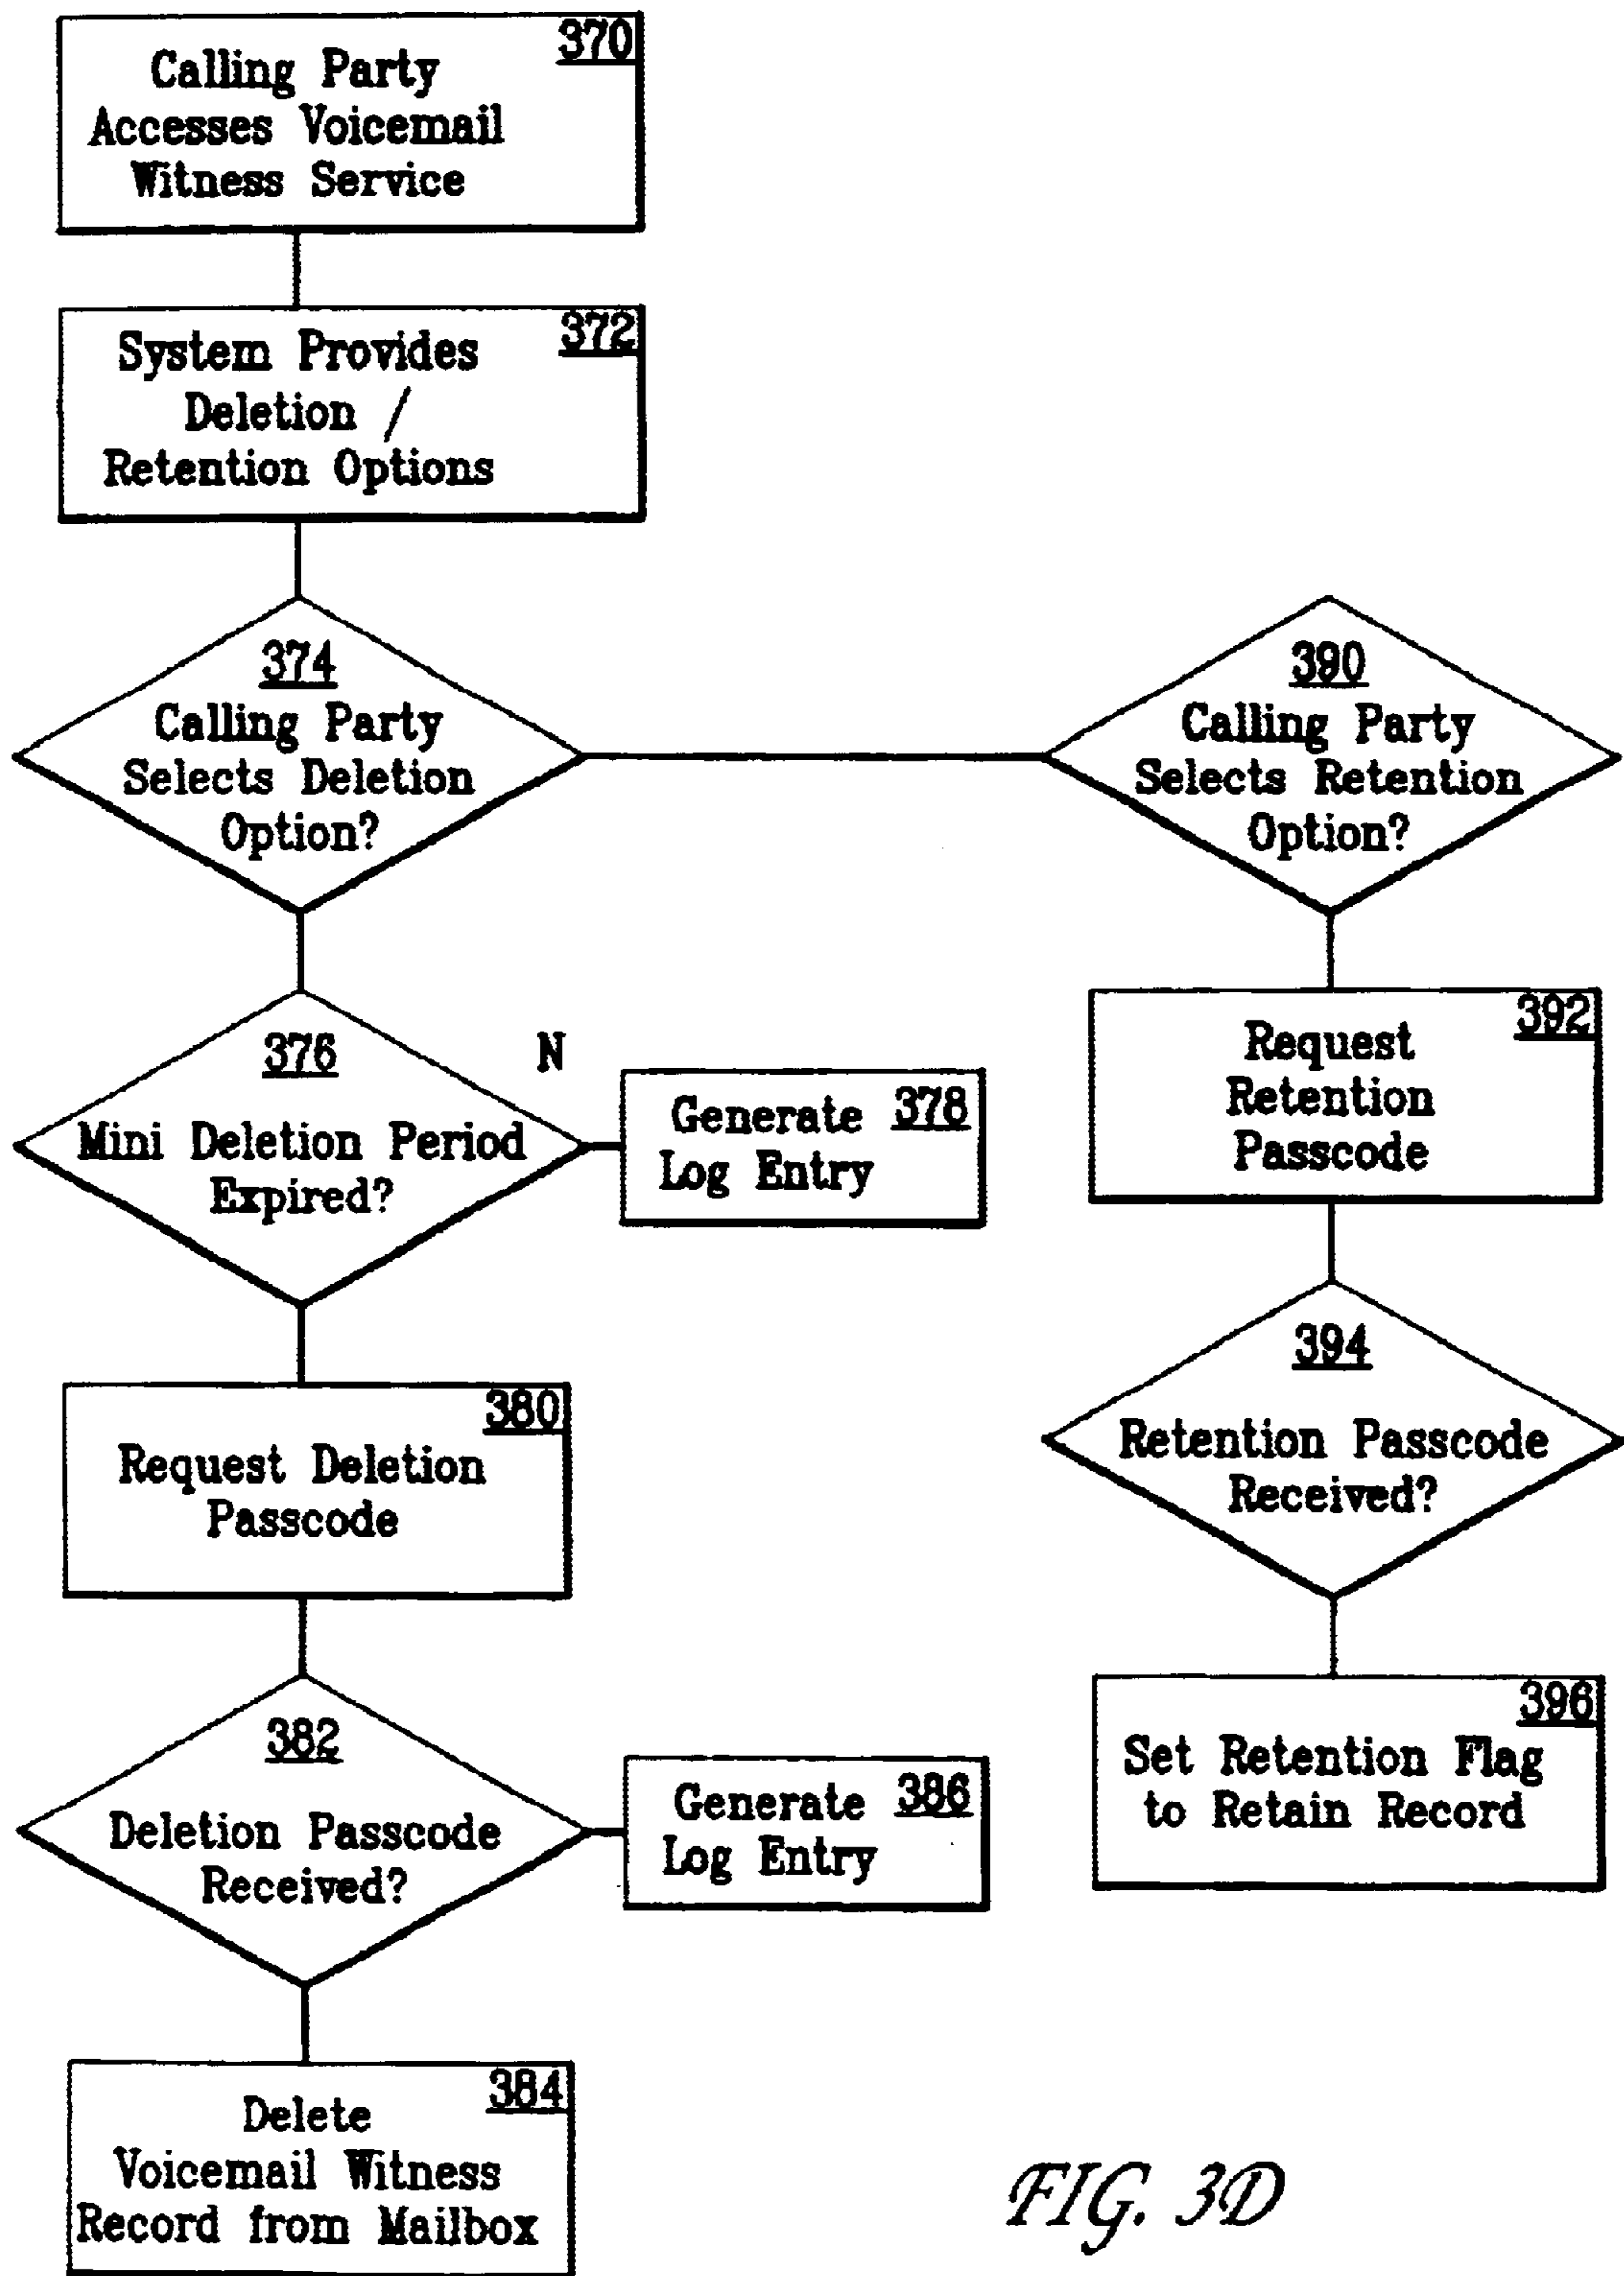 370
Calling Party
Accesses Voicemail
Witness Service
372
System Provides
Deletion /
Retention Options
374
Calling Party
Selects Deletion
Option?
390
Calling Party
Selects Retention
Option?
376
Mini Deletion Period
Expired?
N
Generate 378
Log Entry
392
Request
Retention
Passcode
380
Request Deletion
Passcode
394
Retention Passcode
Received?
382
Deletion Passcode
Received?
Generate 386
Log Entry
396
Set Retention Flag
to Retain Record
384
Delete
Voicemail Witness
Record from Mailbox
FIG. 3D